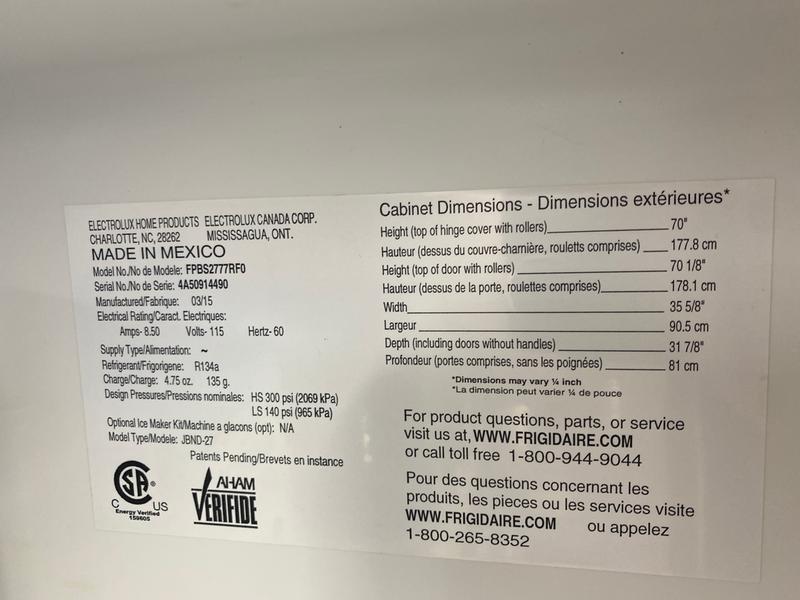 ELECTROLUX HOME PRODUCTS ELECTROLUX CANADA CORP.
CHARLOTTE, NC, 28262 MISSISSAGUA, ONT.
MADE IN MEXICO
Model No./No de Modele: FPBS2777RF0
Serial No./No de Serie: 4A50914490
Manufactured/Fabrique: 03/15
Electrical Rating/Caract. Electriques:
Amps- 8.50 Volts- 115 Hertz- 60
Supply Type/Alimentation: ~
Refrigerant/Frigorigene: R134a
Charge/Charge: 4.75 oz. 135 g.
Design Pressures/Pressions nominales: HS 300 psi (2069 kPa)
LS 140 psi (965 kPa)
Optional Ice Maker Kit/Machine a glacons (opt): N/A
Model Type/Modele: JBND-27
Patents Pending/Brevets en instance
SA ®
C US
Energy Verified
159605
AHAM
VERIFIDE
Cabinet Dimensions - Dimensions extérieures*
Height (top of hinge cover with rollers) 70"
Hauteur (dessus du couvre-charnière, rouletts comprises) 177.8 cm
Height (top of door with rollers) 70 1/8"
Hauteur (dessus de la porte, roulettes comprises) 178.1 cm
Width 35 5/8"
Largeur 90.5 cm
Depth (including doors without handles) 31 7/8"
Profondeur (portes comprises, sans les poignées) 81 cm
*Dimensions may vary ¼ inch
*La dimension peut varier ¼ de pouce
For product questions, parts, or service
visit us at, WWW.FRIGIDAIRE.COM
or call toll free 1-800-944-9044
Pour des questions concernant les
produits, les pieces ou les services visite
WWW.FRIGIDAIRE.COM ou appelez
1-800-265-8352